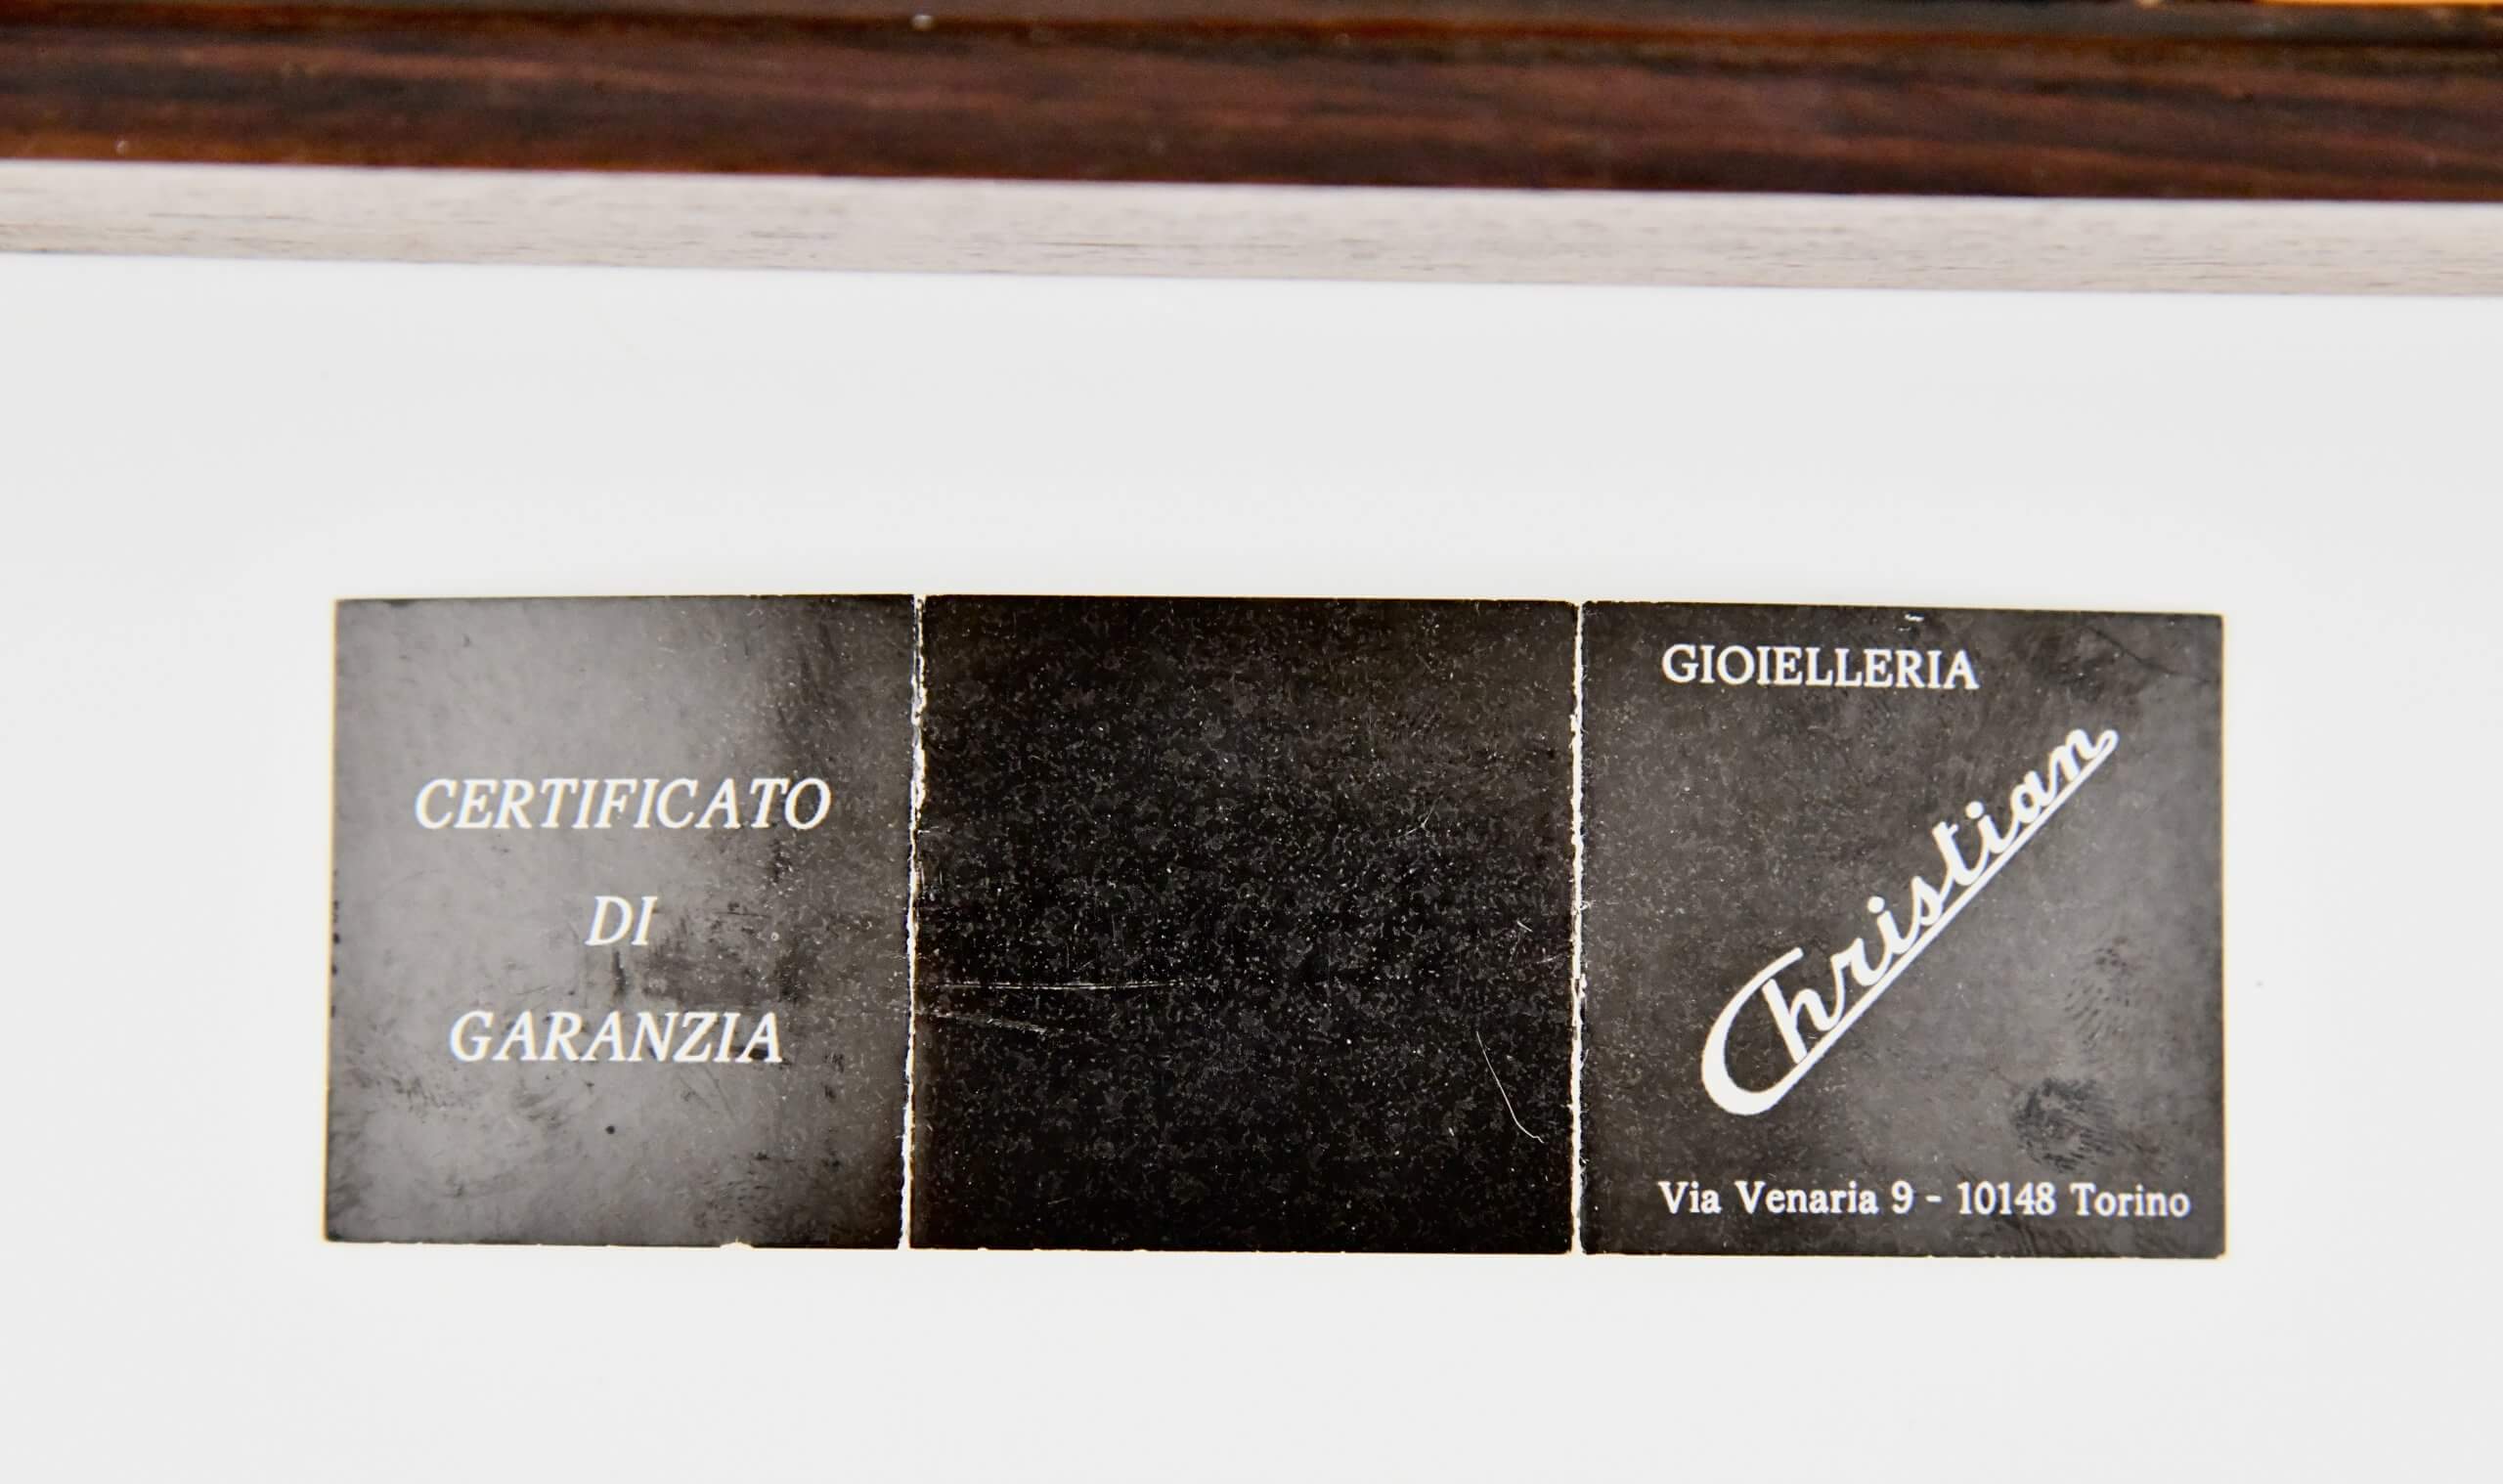 CERTIFICATO
DI
GARANZIA
GIOIELLERIA
Christian
Via Venaria 9 - 10148 Torino